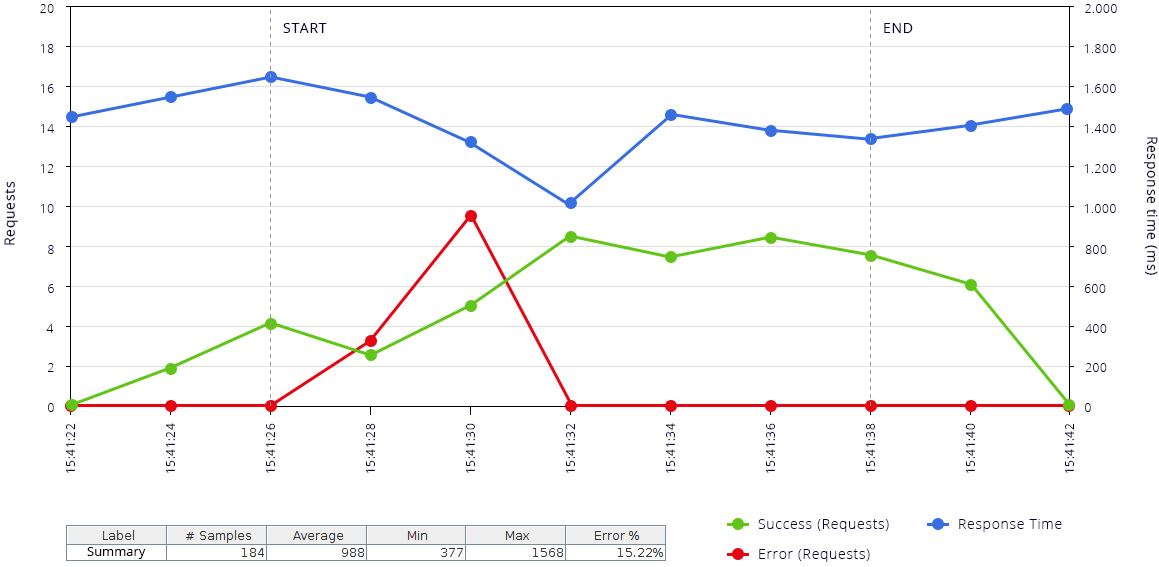 20 2.000
START END
18 1.800
16 1.600
14 1.400
12 1.200
10 1.000
8 800
6 600
4 400
2 200
0 0
Requests
Response time (ms)
15:41:22 15:41:24 15:41:26 15:41:28 15:41:30 15:41:32 15:41:34 15:41:36 15:41:38 15:41:40 15:41:42
Label # Samples Average Min Max Error %
Summary 184 988 377 1568 15.22%
Success (Requests) Response Time
Error (Requests)